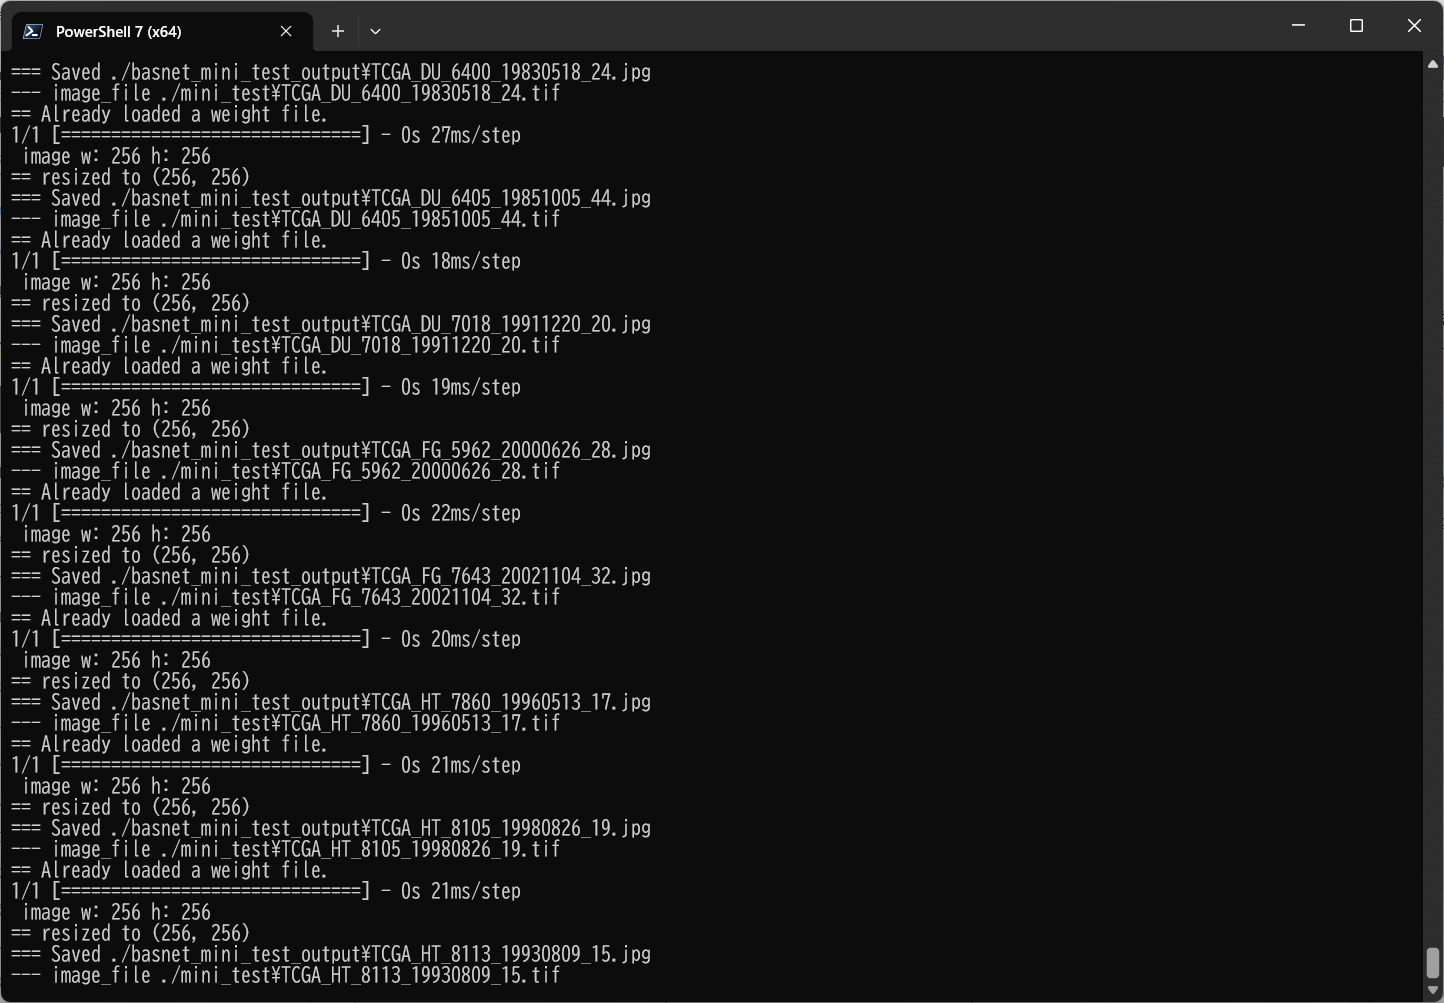 PowerShell 7 (x64)
=== Saved ./basnet_mini_test_output¥TCGA_DU_6400_19830518_24.jpg
--- image_file ./mini_test¥TCGA_DU_6400_19830518_24.tif
== Already loaded a weight file.
1/1 [==============================] - 0s 27ms/step
 image w: 256 h: 256
== resized to (256, 256)
=== Saved ./basnet_mini_test_output¥TCGA_DU_6405_19851005_44.jpg
--- image_file ./mini_test¥TCGA_DU_6405_19851005_44.tif
== Already loaded a weight file.
1/1 [==============================] - 0s 18ms/step
 image w: 256 h: 256
== resized to (256, 256)
=== Saved ./basnet_mini_test_output¥TCGA_DU_7018_19911220_20.jpg
--- image_file ./mini_test¥TCGA_DU_7018_19911220_20.tif
== Already loaded a weight file.
1/1 [==============================] - 0s 19ms/step
 image w: 256 h: 256
== resized to (256, 256)
=== Saved ./basnet_mini_test_output¥TCGA_FG_5962_20000626_28.jpg
--- image_file ./mini_test¥TCGA_FG_5962_20000626_28.tif
== Already loaded a weight file.
1/1 [==============================] - 0s 22ms/step
 image w: 256 h: 256
== resized to (256, 256)
=== Saved ./basnet_mini_test_output¥TCGA_FG_7643_20021104_32.jpg
--- image_file ./mini_test¥TCGA_FG_7643_20021104_32.tif
== Already loaded a weight file.
1/1 [==============================] - 0s 20ms/step
 image w: 256 h: 256
== resized to (256, 256)
=== Saved ./basnet_mini_test_output¥TCGA_HT_7860_19960513_17.jpg
--- image_file ./mini_test¥TCGA_HT_7860_19960513_17.tif
== Already loaded a weight file.
1/1 [==============================] - 0s 21ms/step
 image w: 256 h: 256
== resized to (256, 256)
=== Saved ./basnet_mini_test_output¥TCGA_HT_8105_19980826_19.jpg
--- image_file ./mini_test¥TCGA_HT_8105_19980826_19.tif
== Already loaded a weight file.
1/1 [==============================] - 0s 21ms/step
 image w: 256 h: 256
== resized to (256, 256)
=== Saved ./basnet_mini_test_output¥TCGA_HT_8113_19930809_15.jpg
--- image_file ./mini_test¥TCGA_HT_8113_19930809_15.tif